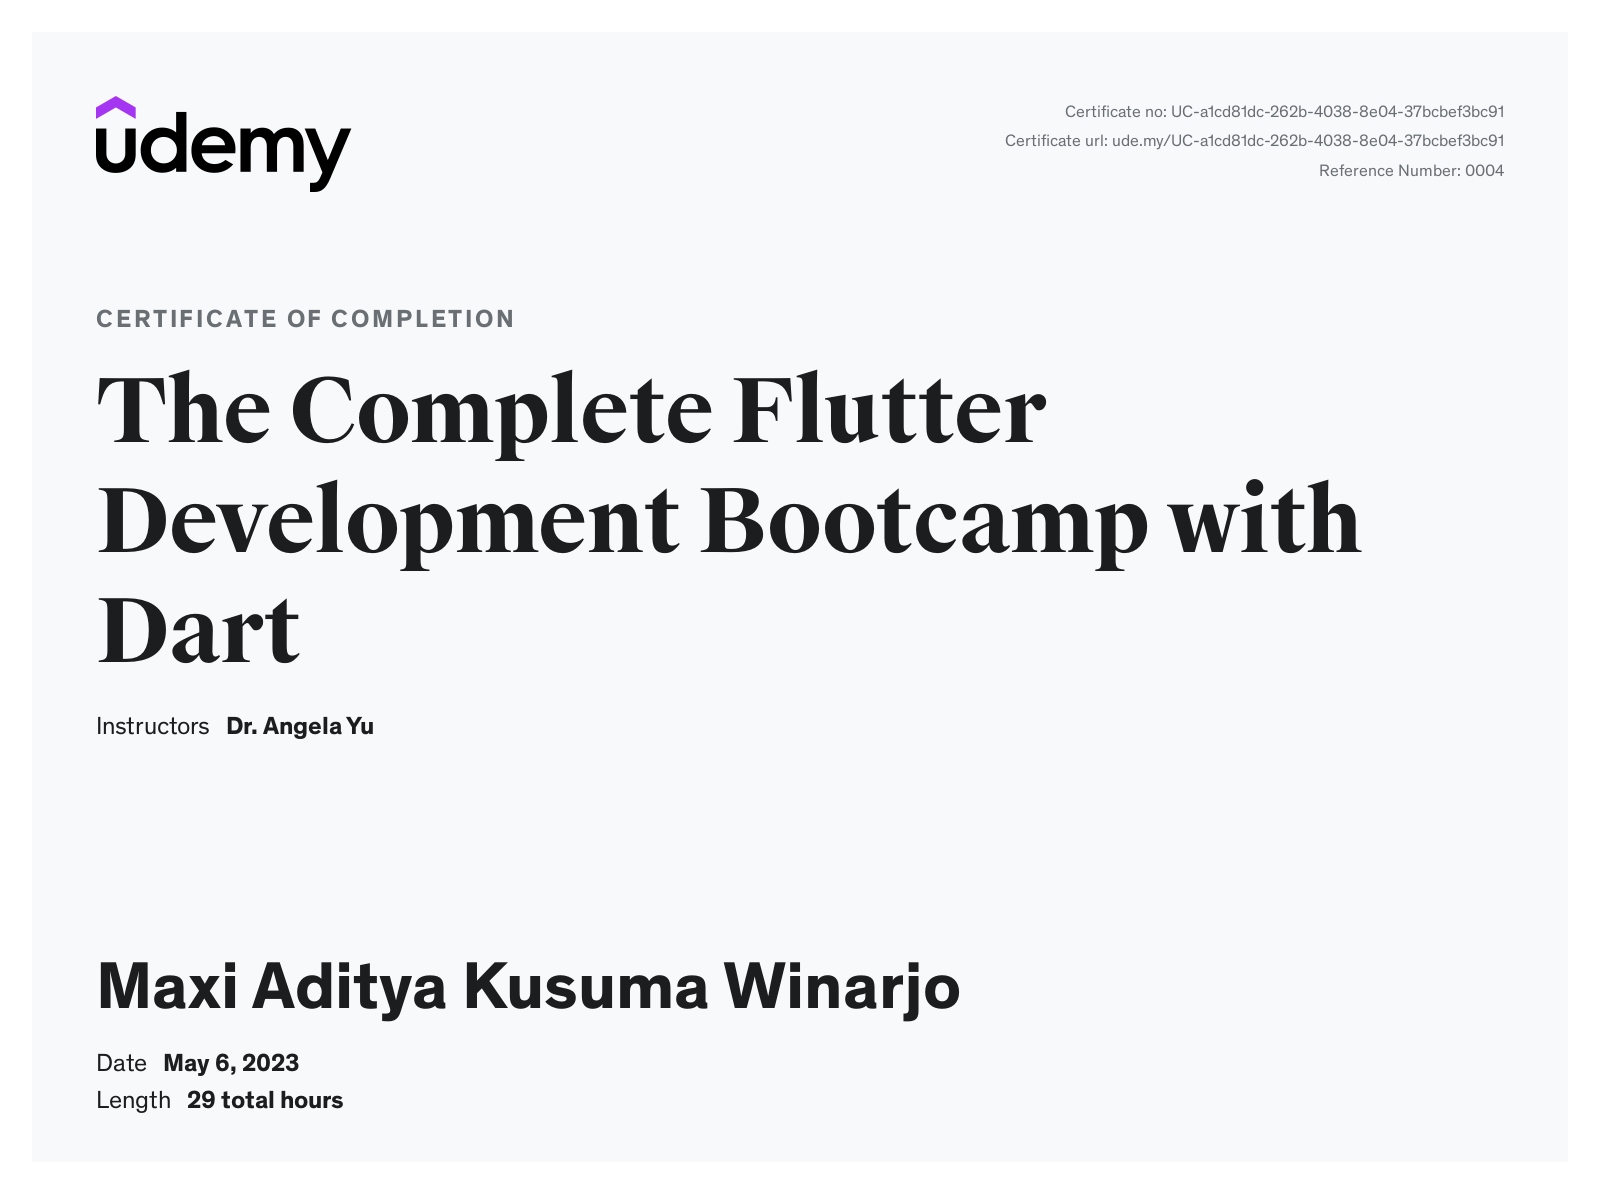 udemy
Certificate no: UC-a1cd81dc-262b-4038-8e04-37bcbef3bc91
Certificate url: ude.my/UC-a1cd81dc-262b-4038-8e04-37bcbef3bc91
Reference Number: 0004
CERTIFICATE OF COMPLETION
The Complete Flutter
Development Bootcamp with
Dart
Instructors Dr. Angela Yu
Maxi Aditya Kusuma Winarjo
Date May 6, 2023
Length 29 total hours